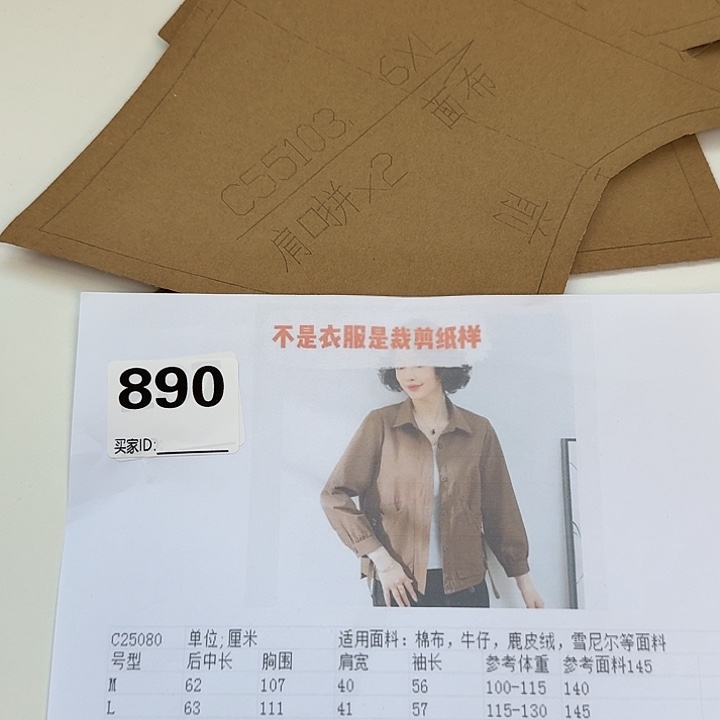 6XL
C55103.
面布
肩口拼×2
前
不是衣服是裁剪纸样
890
买家ID:
C25080 单位;厘米 适用面料: 棉布, 牛仔, 鹿皮绒, 雪尼尔等面料
号型 后中长 胸围 肩宽 袖长 参考体重 参考面料145
M 62 107 40 56 100-115 140
L 63 111 41 57 115-130 145